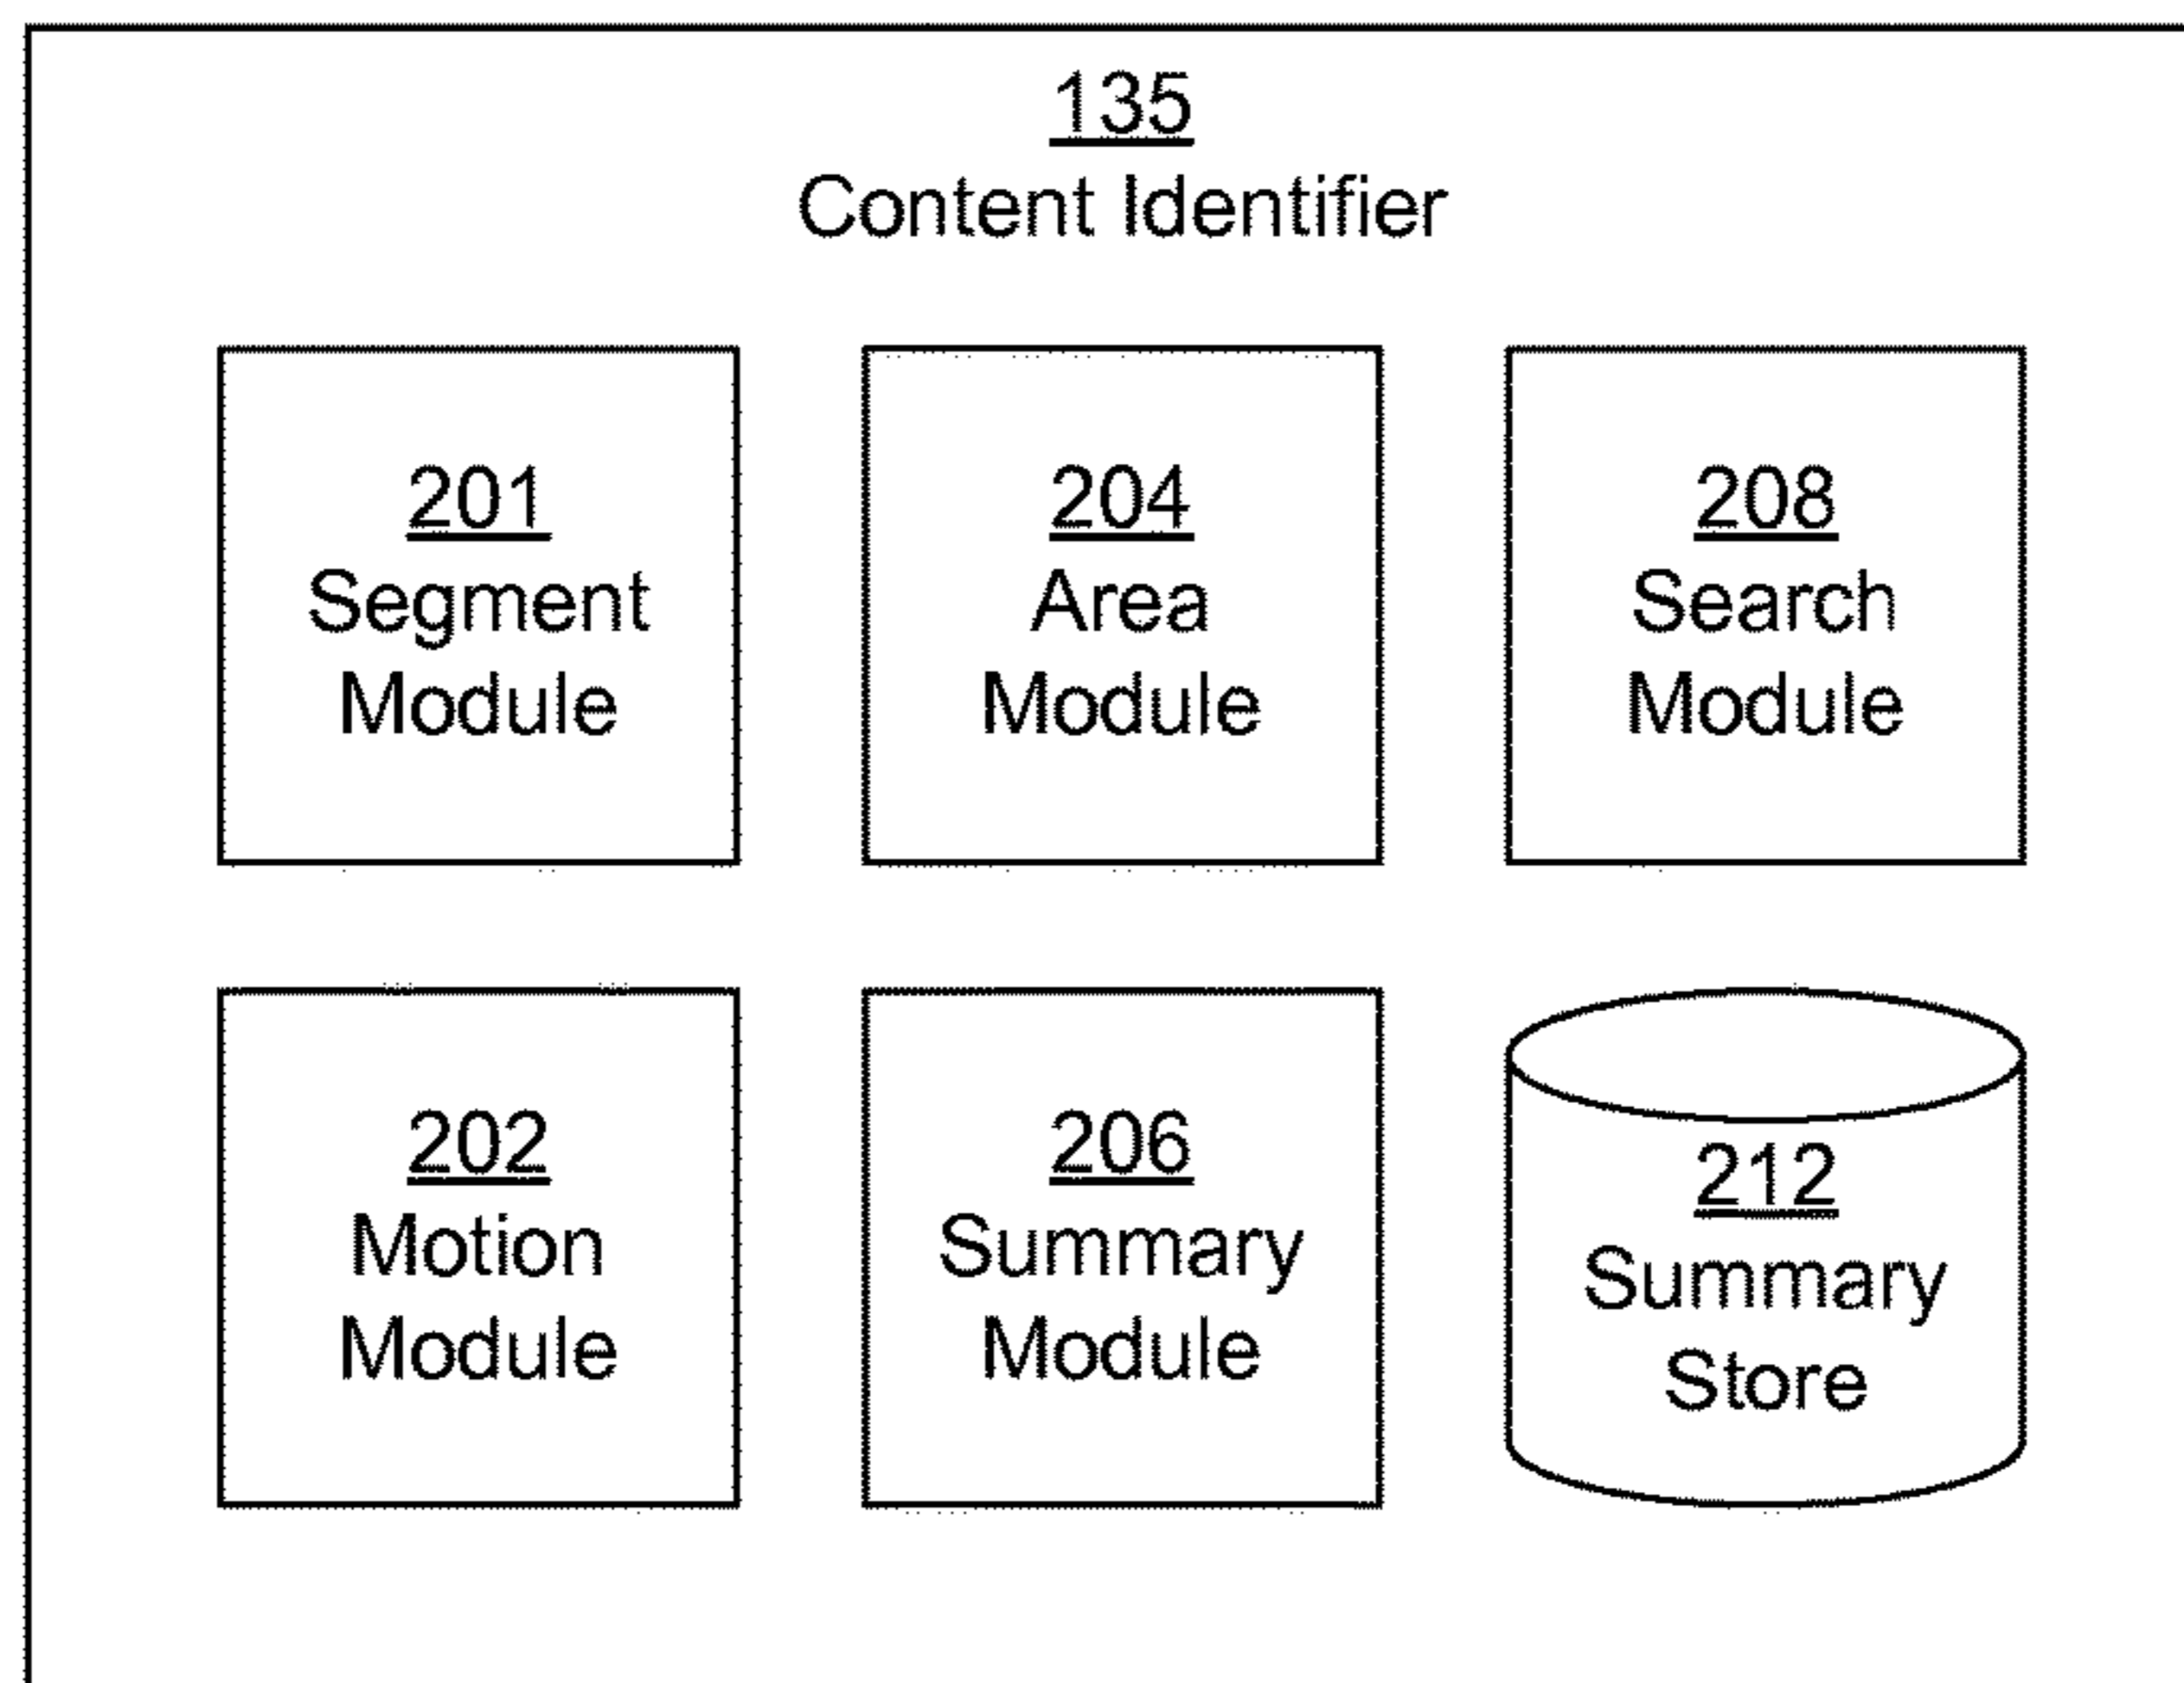 135
Content Identifier
201
Segment
Module
204
Area
Module
208
Search
Module
202
Motion
Module
206
Summary
Module
212
Summary
Store